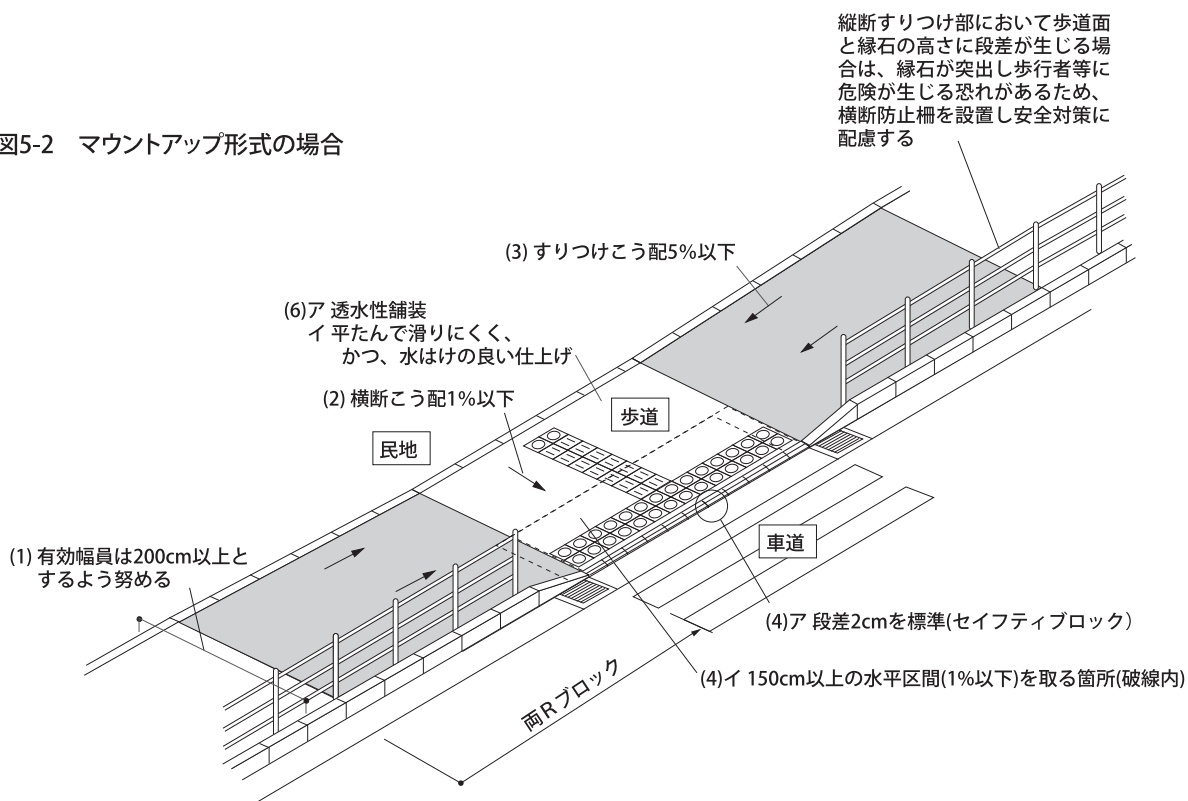 縦断すりつけ部において歩道面
と縁石の高さに段差が生じる場
合は、縁石が突出し歩行者等に
危険が生じる恐れがあるため、
横断防止柵を設置し安全対策に
配慮する
図5-2　マウントアップ形式の場合
(3) すりつけこう配5%以下
(6)ア 透水性舗装
イ 平たんで滑りにくく、
かつ、水はけの良い仕上げ
(2) 横断こう配1%以下
歩道
民地
車道
(1) 有効幅員は200cm以上と
するよう努める
(4)ア 段差2cmを標準(セイフティブロック）
(4)イ 150cm以上の水平区間(1%以下)を取る箇所(破線内)
両Rブロック